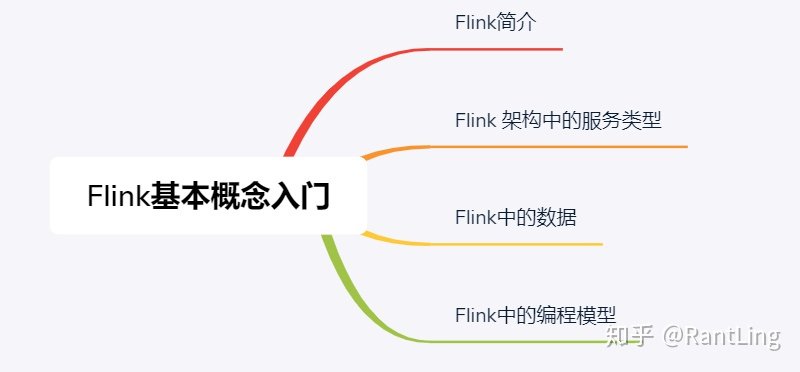 Flink简介
Flink 架构中的服务类型
Flink基本概念入门
Flink中的数据
Flink中的编程模型
知乎 @RantLing